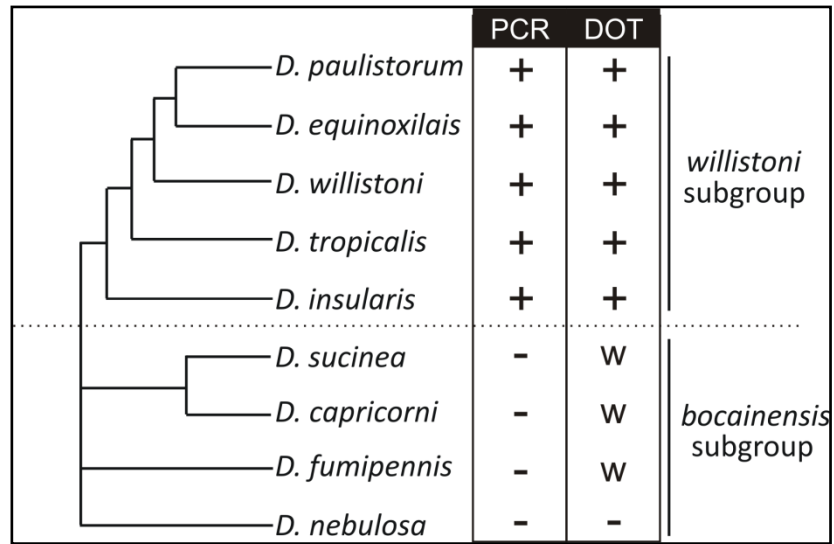 PCR DOT
D. paulistorum + +
D. equinoxilais + +
D. willistoni + +
D. tropicalis + +
D. insularis + +
willistoni
subgroup
D. sucinea - w
D. capricorni - w
D. fumipennis - w
D. nebulosa - -
bocainensis
subgroup